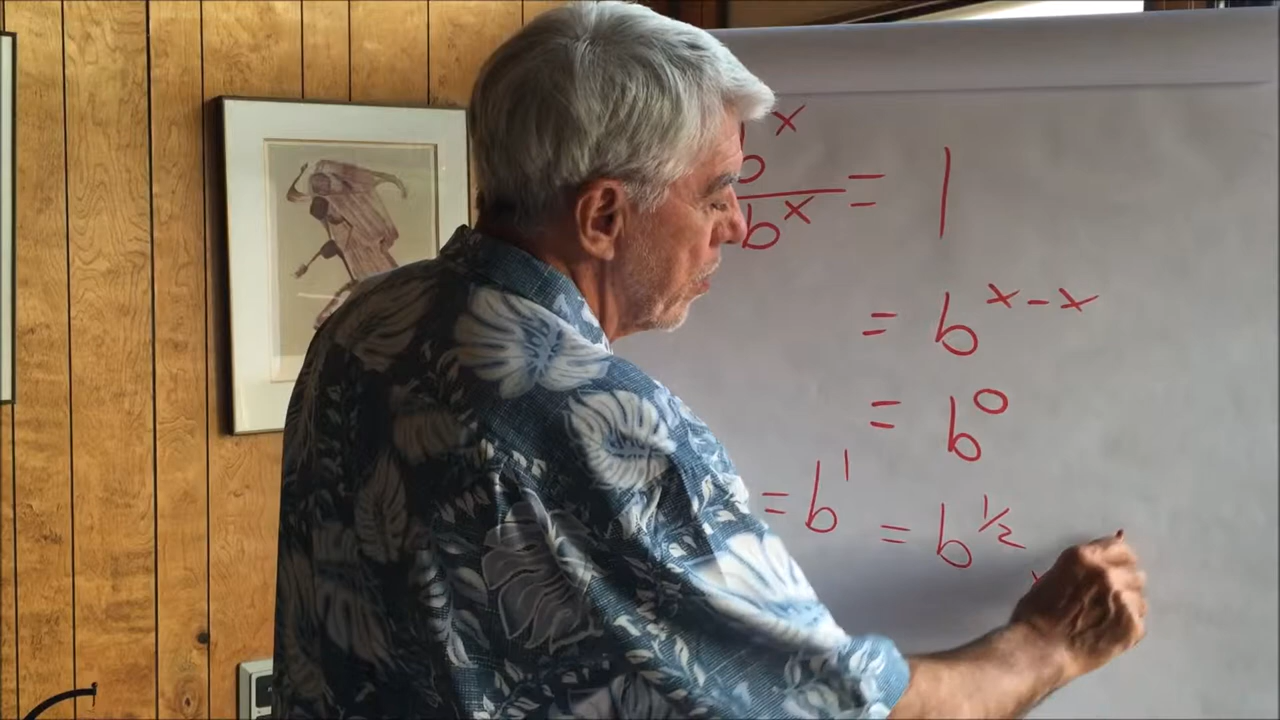 b^x / b^x = 1
= b^(x-x)
= b^0
= b^1 = b^(1/2)